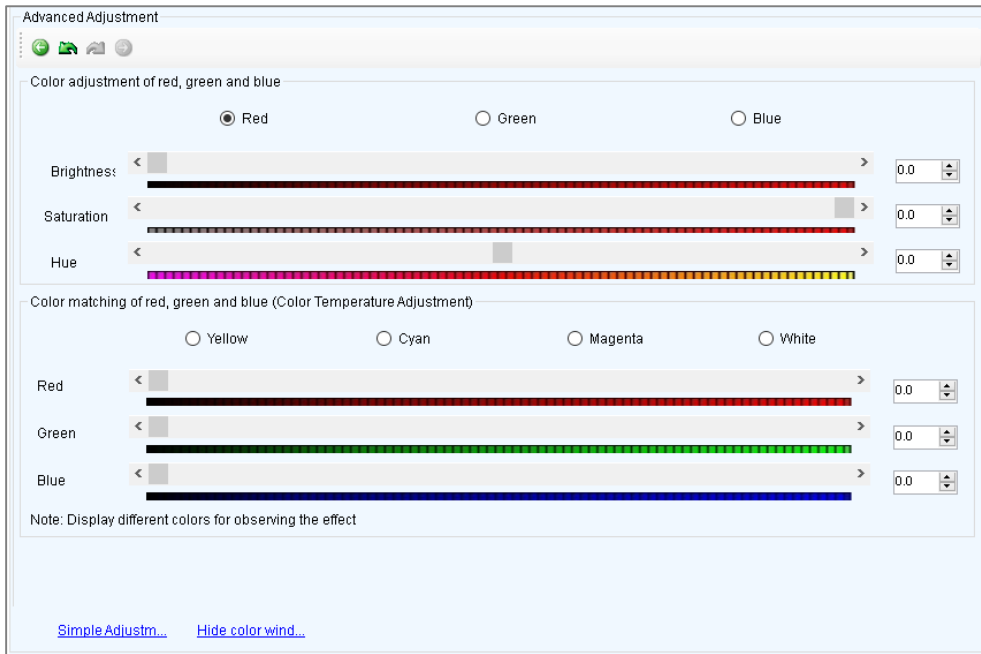 Advanced Adjustment
Color adjustment of red, green and blue
Red Green Blue
Brightness 0.0
Saturation 0.0
Hue 0.0
Color matching of red, green and blue (Color Temperature Adjustment)
Yellow Cyan Magenta White
Red 0.0
Green 0.0
Blue 0.0
Note: Display different colors for observing the effect
Simple Adjustm... Hide color wind...